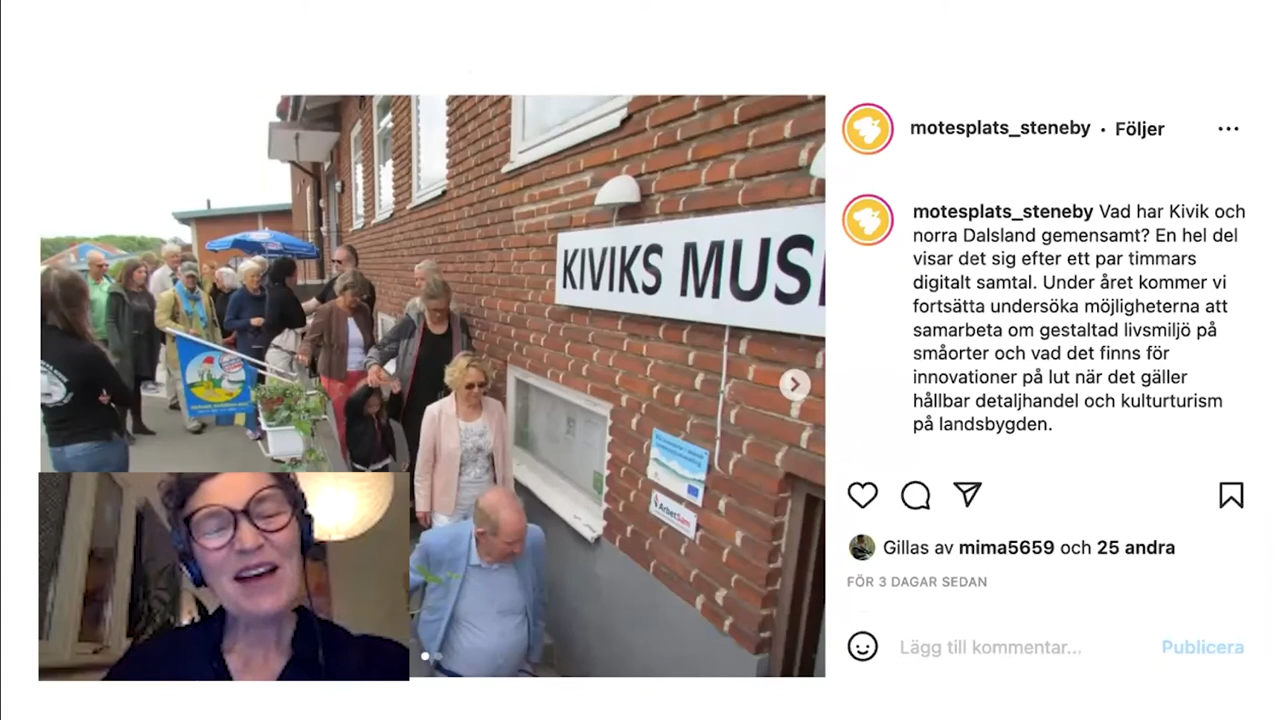 KIVIKS MUS
ArbetSam
motesplats_steneby • Följer
motesplats_steneby Vad har Kivik och
norra Dalsland gemensamt? En hel del
visar det sig efter ett par timmars
digitalt samtal. Under året kommer vi
fortsätta undersöka möjligheterna att
samarbeta om gestaltad livsmiljö på
småorter och vad det finns för
innovationer på lut när det gäller
hållbar detaljhandel och kulturturism
på landsbygden.
Gillas av mima5659 och 25 andra
FÖR 3 DAGAR SEDAN
Lägg till kommentar... Publicera